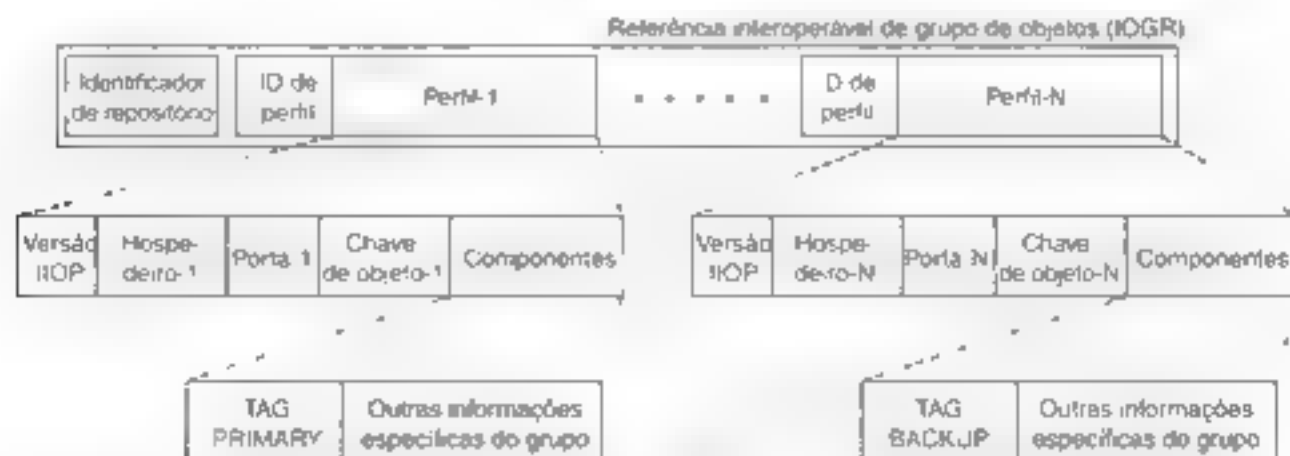 Referência interoperável de grupo de objetos (IOGR)
Identificador de repositório
ID de perfil
Perfil-1
.....
ID de perfil
Perfil-N
Versão IIOP
Hospe-
deiro-1
Porta-1
Chave de objeto-1
Componentes
Versão IIOP
Hospe-
deiro-N
Porta-N
Chave de objeto-N
Componentes
TAG PRIMARY
Outras informações específicas do grupo
TAG BACKUP
Outras informações específicas do grupo